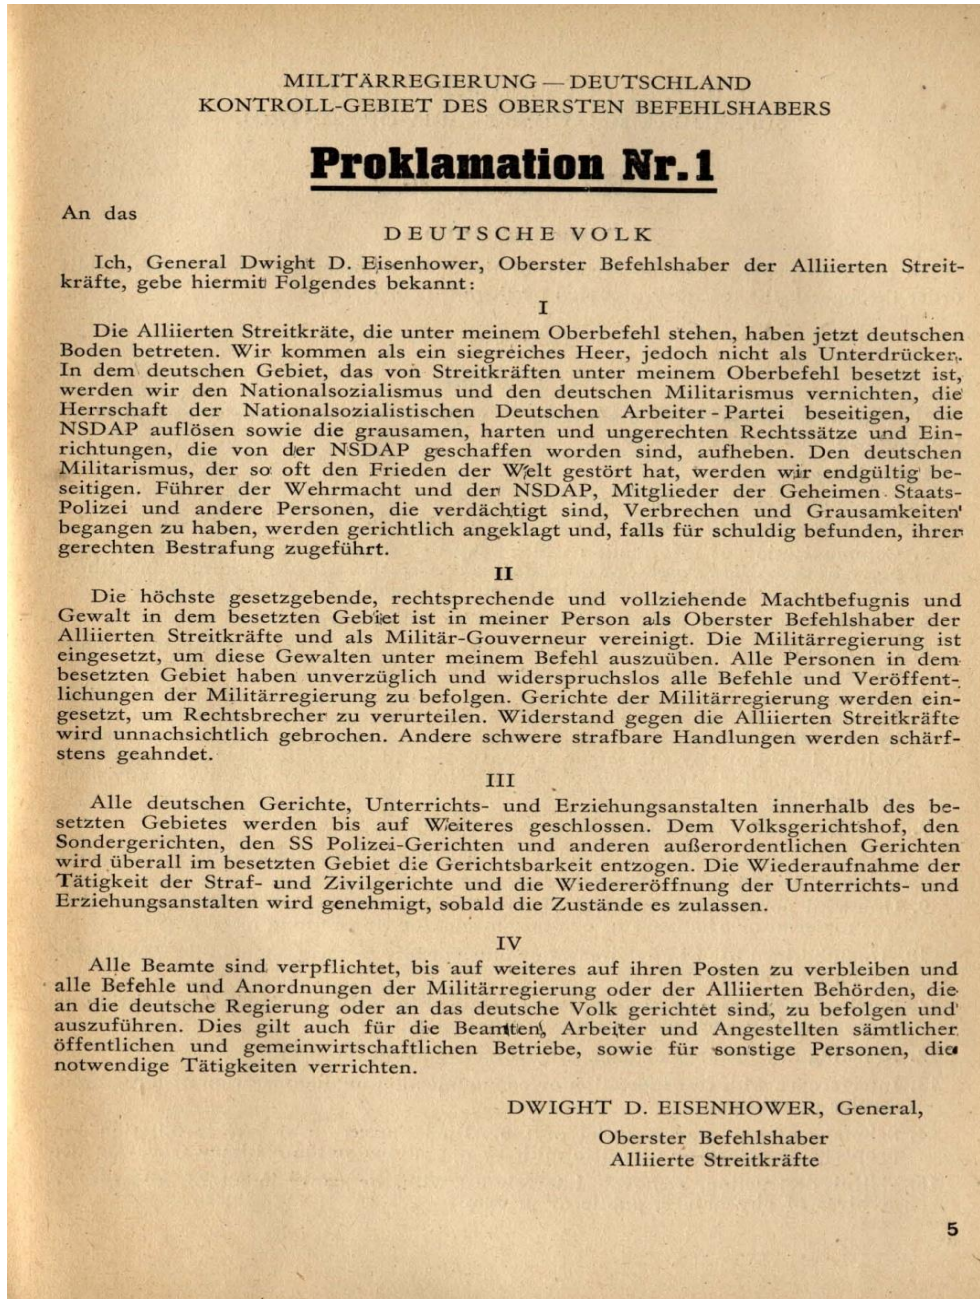 MILITÄRREGIERUNG — DEUTSCHLAND
KONTROLL-GEBIET DES OBERSTEN BEFEHLSHABERS
Proklamation Nr. 1
An das
DEUTSCHE VOLK
Ich, General Dwight D. Eisenhower, Oberster Befehlshaber der Alliierten Streit-
kräfte, gebe hiermit Folgendes bekannt:
I
Die Alliierten Streitkräte, die unter meinem Oberbefehl stehen, haben jetzt deutschen
Boden betreten. Wir kommen als ein siegreiches Heer, jedoch nicht als Unterdrücker.
In dem deutschen Gebiet, das von Streitkräften unter meinem Oberbefehl besetzt ist,
werden wir den Nationalsozialismus und den deutschen Militarismus vernichten, die
Herrschaft der Nationalsozialistischen Deutschen Arbeiter-Partei beseitigen, die
NSDAP auflösen sowie die grausamen, harten und ungerechten Rechtssätze und Ein-
richtungen, die von der NSDAP geschaffen worden sind, aufheben. Den deutschen
Militarismus, der so oft den Frieden der Welt gestört hat, werden wir endgültig be-
seitigen. Führer der Wehrmacht und der NSDAP, Mitglieder der Geheimen Staats-
Polizei und andere Personen, die verdächtigt sind, Verbrechen und Grausamkeiten
begangen zu haben, werden gerichtlich angeklagt und, falls für schuldig befunden, ihrer
gerechten Bestrafung zugeführt.
II
Die höchste gesetzgebende, rechtsprechende und vollziehende Machtbefugnis und
Gewalt in dem besetzten Gebiet ist in meiner Person als Oberster Befehlshaber der
Alliierten Streitkräfte und als Militär-Gouverneur vereinigt. Die Militärregierung ist
eingesetzt, um diese Gewalten unter meinem Befehl auszuüben. Alle Personen in dem
besetzten Gebiet haben unverzüglich und widerspruchslos alle Befehle und Veröffent-
lichungen der Militärregierung zu befolgen. Gerichte der Militärregierung werden ein-
gesetzt, um Rechtsbrecher zu verurteilen. Widerstand gegen die Alliierten Streitkräfte
wird unnachsichtlich gebrochen. Andere schwere strafbare Handlungen werden schärf-
stens geahndet.
III
Alle deutschen Gerichte, Unterrichts- und Erziehungsanstalten innerhalb des be-
setzten Gebietes werden bis auf Weiteres geschlossen. Dem Volksgerichtshof, den
Sondergerichten, den SS Polizei-Gerichten und anderen außerordentlichen Gerichten
wird überall im besetzten Gebiet die Gerichtsbarkeit entzogen. Die Wiederaufnahme der
Tätigkeit der Straf- und Zivilgerichte und die Wiedereröffnung der Unterrichts- und
Erziehungsanstalten wird genehmigt, sobald die Zustände es zulassen.
IV
Alle Beamte sind verpflichtet, bis auf weiteres auf ihren Posten zu verbleiben und
alle Befehle und Anordnungen der Militärregierung oder der Alliierten Behörden, die
an die deutsche Regierung oder an das deutsche Volk gerichtet sind, zu befolgen und
auszuführen. Dies gilt auch für die Beamten, Arbeiter und Angestellten sämtlicher
öffentlichen und gemeinwirtschaftlichen Betriebe, sowie für sonstige Personen, die
notwendige Tätigkeiten verrichten.
DWIGHT D. EISENHOWER, General,
Oberster Befehlshaber
Alliierte Streitkräfte
5